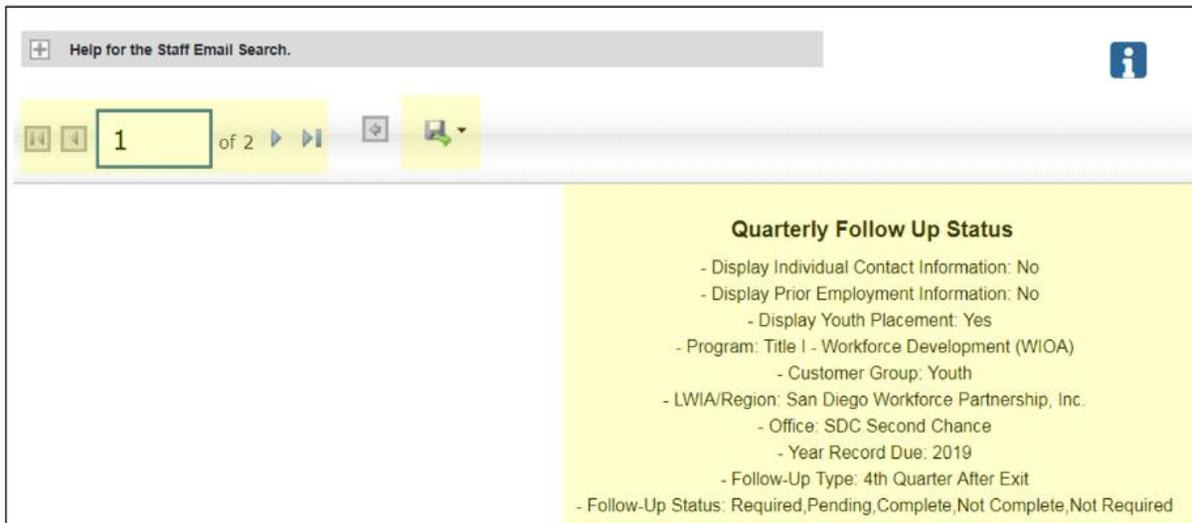 Help for the Staff Email Search.
1 of 2
Quarterly Follow Up Status
- Display Individual Contact Information: No
- Display Prior Employment Information: No
- Display Youth Placement: Yes
- Program: Title I - Workforce Development (WIOA)
- Customer Group: Youth
- LWIA/Region: San Diego Workforce Partnership, Inc.
- Office: SDC Second Chance
- Year Record Due: 2019
- Follow-Up Type: 4th Quarter After Exit
- Follow-Up Status: Required,Pending,Complete,Not Complete,Not Required